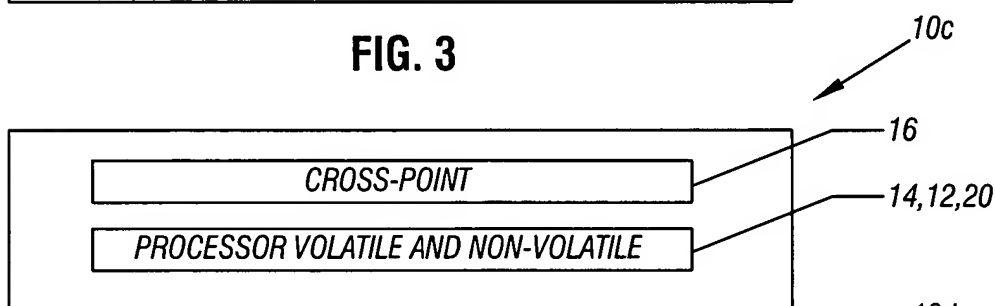 10c
FIG. 3
16
CROSS-POINT
14,12,20
PROCESSOR VOLATILE AND NON-VOLATILE